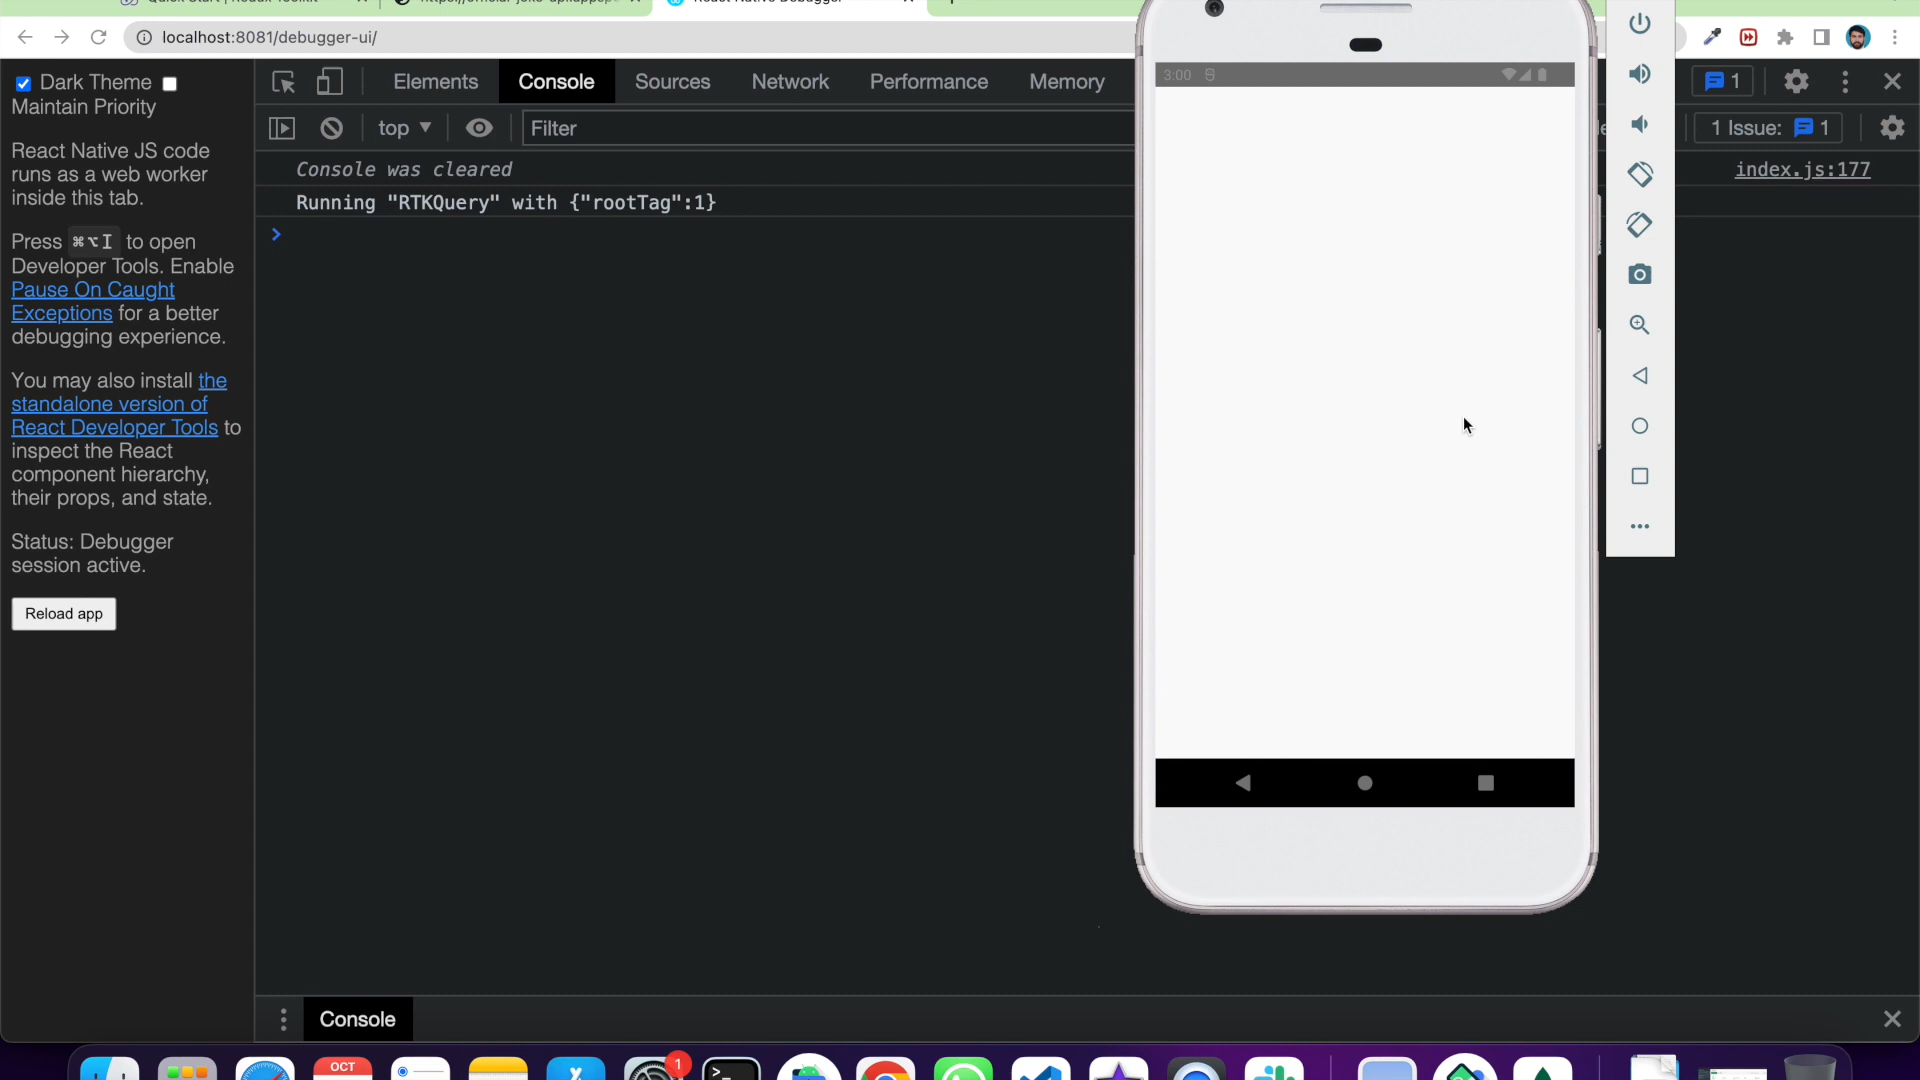 localhost:8081/debugger-ui/
Dark Theme
Maintain Priority
React Native JS code
runs as a web worker
inside this tab.
Press ⌘⌥I to open
Developer Tools. Enable
Pause On Caught
Exceptions for a better
debugging experience.
You may also install the
standalone version of
React Developer Tools to
inspect the React
component hierarchy,
their props, and state.
Status: Debugger
session active.
Reload app
Elements Console Sources Network Performance Memory
1
top ▼ Filter
1 Issue: 1
Console was cleared
index.js:177
Running "RTKQuery" with {"rootTag":1}
3:00
Console
OCT
1